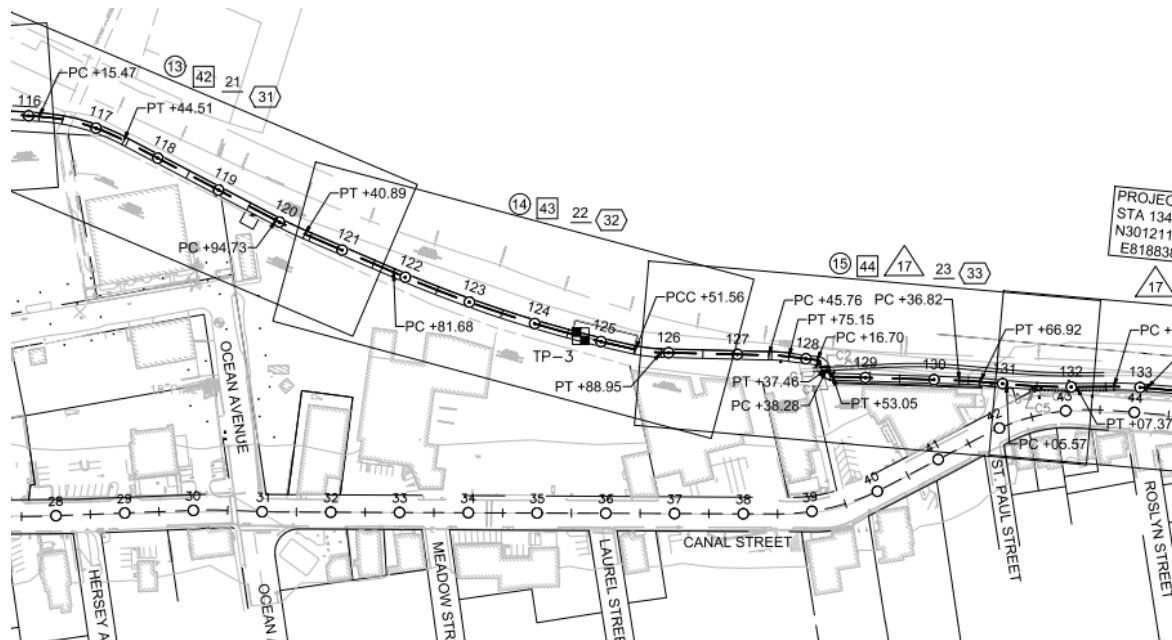 13 42 21 31
116
PC +15.47
117
PT +44.51
118
119
120
PT +40.89
PC +94.73
121
14 43 22 32
122
PC +81.68
123
124
TP-3
125
PCC +51.56
126
PT +88.95
127
15 44 17 23 33
PC +45.76
PC +36.82
PT +75.15
128
PC +16.70
C2
PT +66.92
PT +37.46
129
130
131
132
PC +
133
PC +38.28
PT +53.05
PROJEC
STA 134
N301211
E818838
17
C5
PT +07.37
PC +05.57
28
29
30
31
32
33
34
35
36
37
38
39
40
41
42
43
44
18" PINE
OCEAN AVENUE
CANAL STREET
HERSEY A
OCEAN A
MEADOW STR
LAUREL STREE
ST. PAUL STREET
ROSLYN STREET